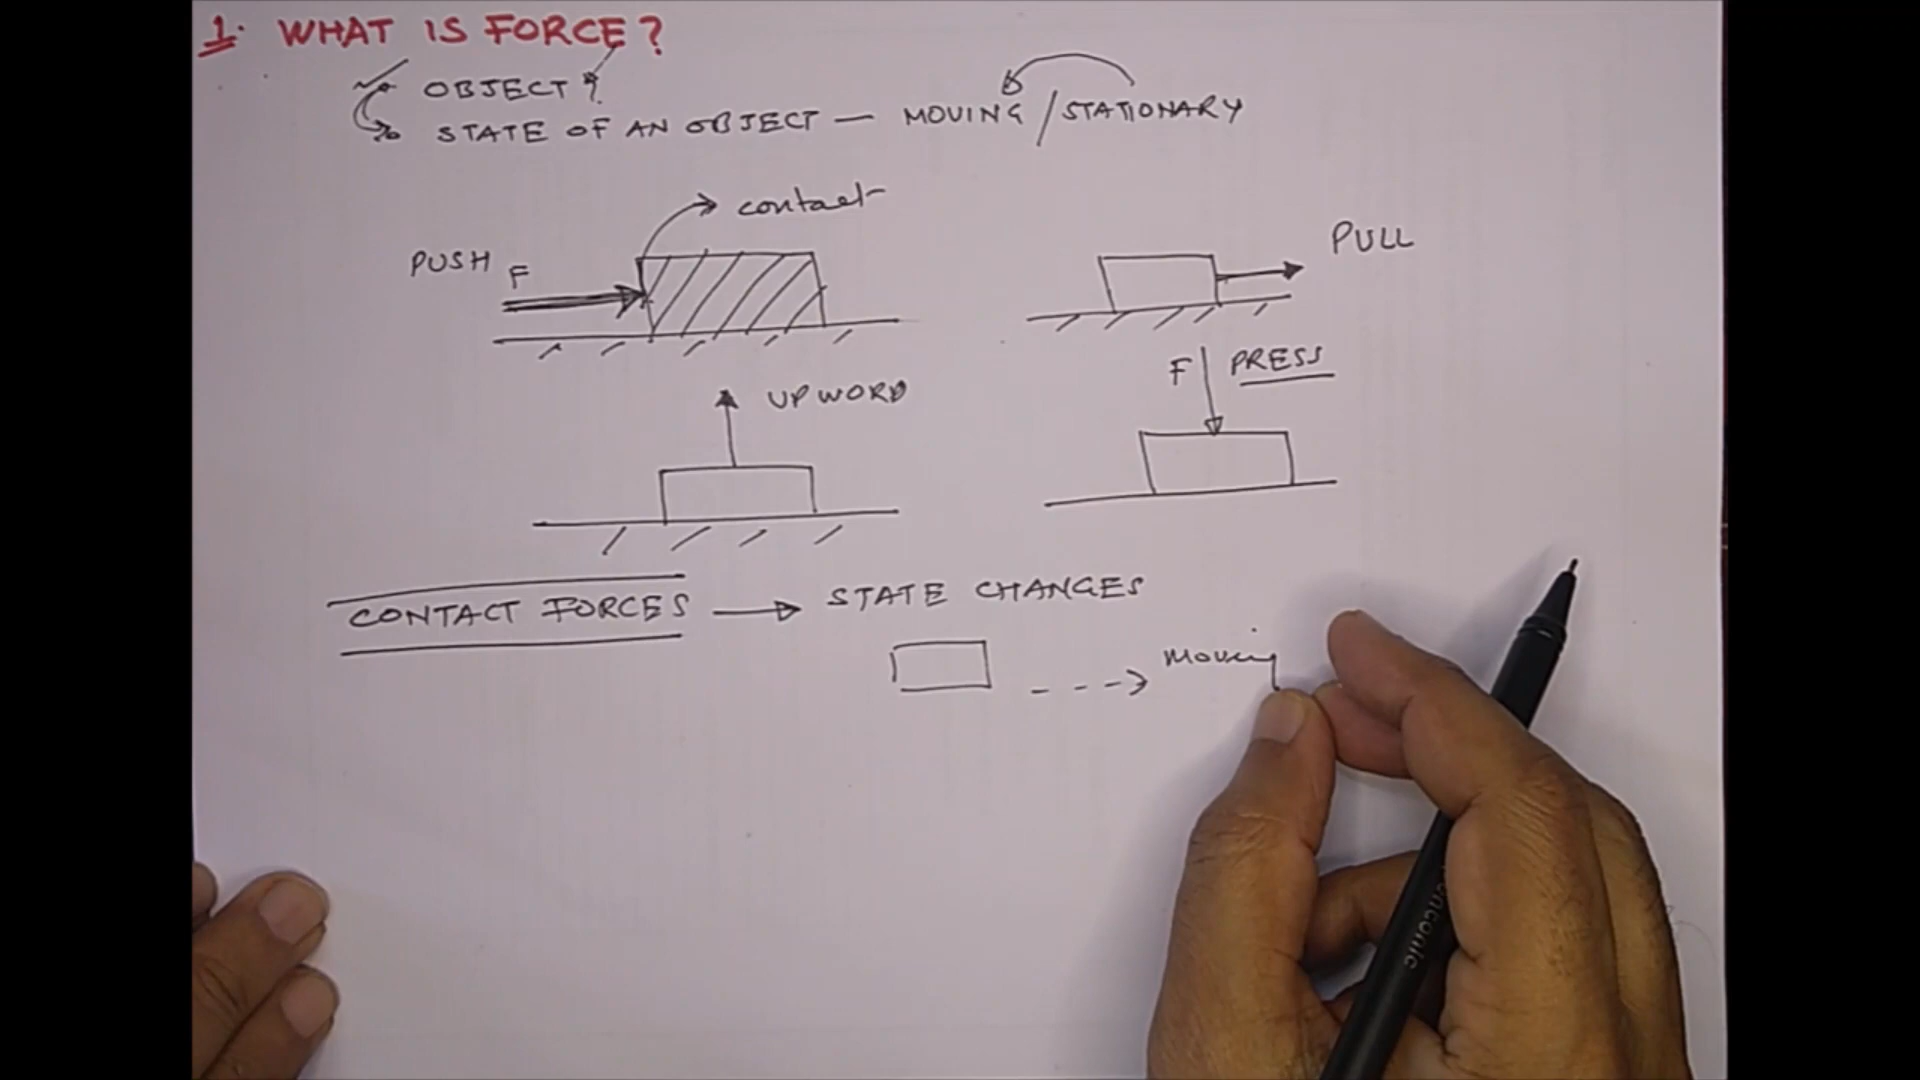 1. WHAT IS FORCE?
OBJECT?
STATE OF AN OBJECT — MOVING / STATIONARY
contact
PUSH F
PULL
F PRESS
UPWORD
CONTACT FORCES → STATE CHANGES
Moving